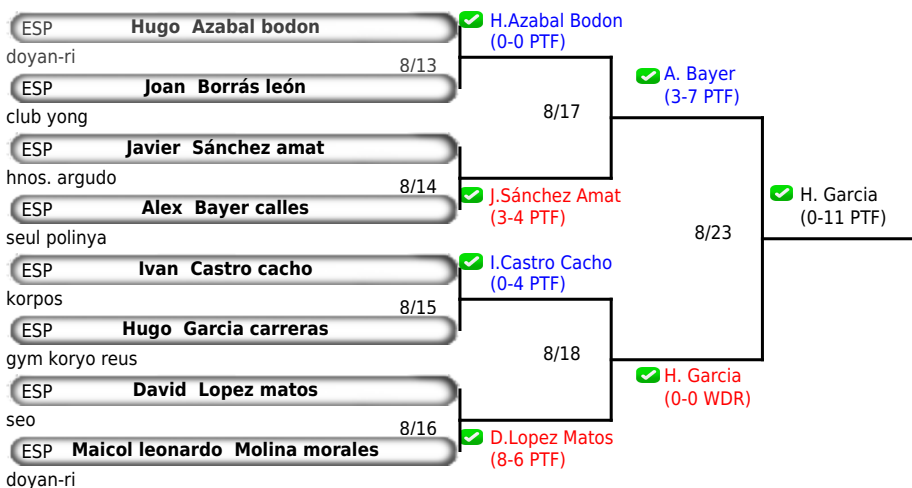 ESP Hugo Azabal bodon
doyan-ri
8/13
ESP Joan Borrás león
club yong
ESP Javier Sánchez amat
hnos. argudo
8/14
ESP Alex Bayer calles
seul polinya
ESP Ivan Castro cacho
korpos
8/15
ESP Hugo Garcia carreras
gym koryo reus
ESP David Lopez matos
seo
8/16
ESP Maicol leonardo Molina morales
doyan-ri
H.Azabal Bodon
(0-0 PTF)
8/17
J.Sánchez Amat
(3-4 PTF)
I.Castro Cacho
(0-4 PTF)
8/18
D.Lopez Matos
(8-6 PTF)
A. Bayer
(3-7 PTF)
8/23
H. Garcia
(0-0 WDR)
H. Garcia
(0-11 PTF)